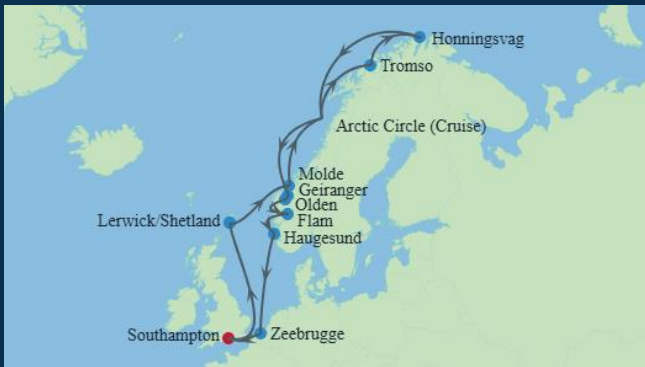 Honningsvag
Tromso
Arctic Circle (Cruise)
Molde
Geiranger
Olden
Lerwick/Shetland
Flam
Haugesund
Southampton
Zeebrugge